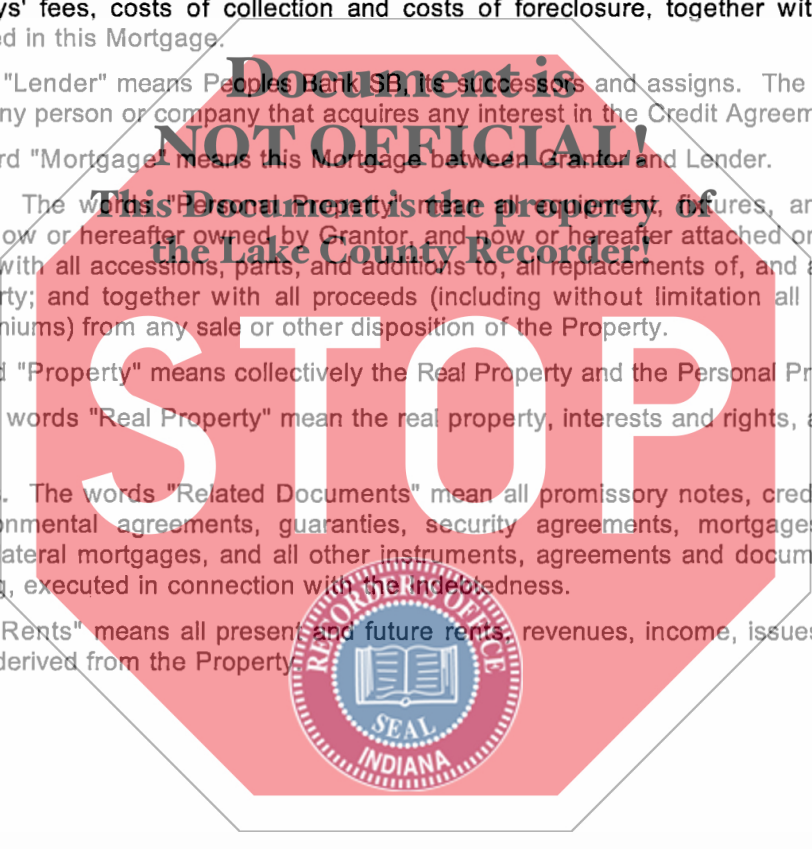 ys' fees, costs of collection and costs of foreclosure, together wit
ed in this Mortgage.
"Lender" means Peoples Bank SB, its successors and assigns. The
ny person or company that acquires any interest in the Credit Agreem
rd "Mortgage" means this Mortgage between Grantor and Lender.
The words "Personal Property" mean all equipment, fixtures, an
ow or hereafter owned by Grantor, and now or hereafter attached or
with all accessions, parts, and additions to, all replacements of, and a
rty; and together with all proceeds (including without limitation all
niums) from any sale or other disposition of the Property.
d "Property" means collectively the Real Property and the Personal Pr
words "Real Property" mean the real property, interests and rights, a
. The words "Related Documents" mean all promissory notes, cred
onmental agreements, guaranties, security agreements, mortgage
lateral mortgages, and all other instruments, agreements and docum
g, executed in connection with the Indebtedness.
Rents" means all present and future rents, revenues, income, issues
derived from the Property.
Document is
NOT OFFICIAL!
This Document is the property of
the Lake County Recorder!
STOP
RECORDER'S OFFICE
SEAL
INDIANA